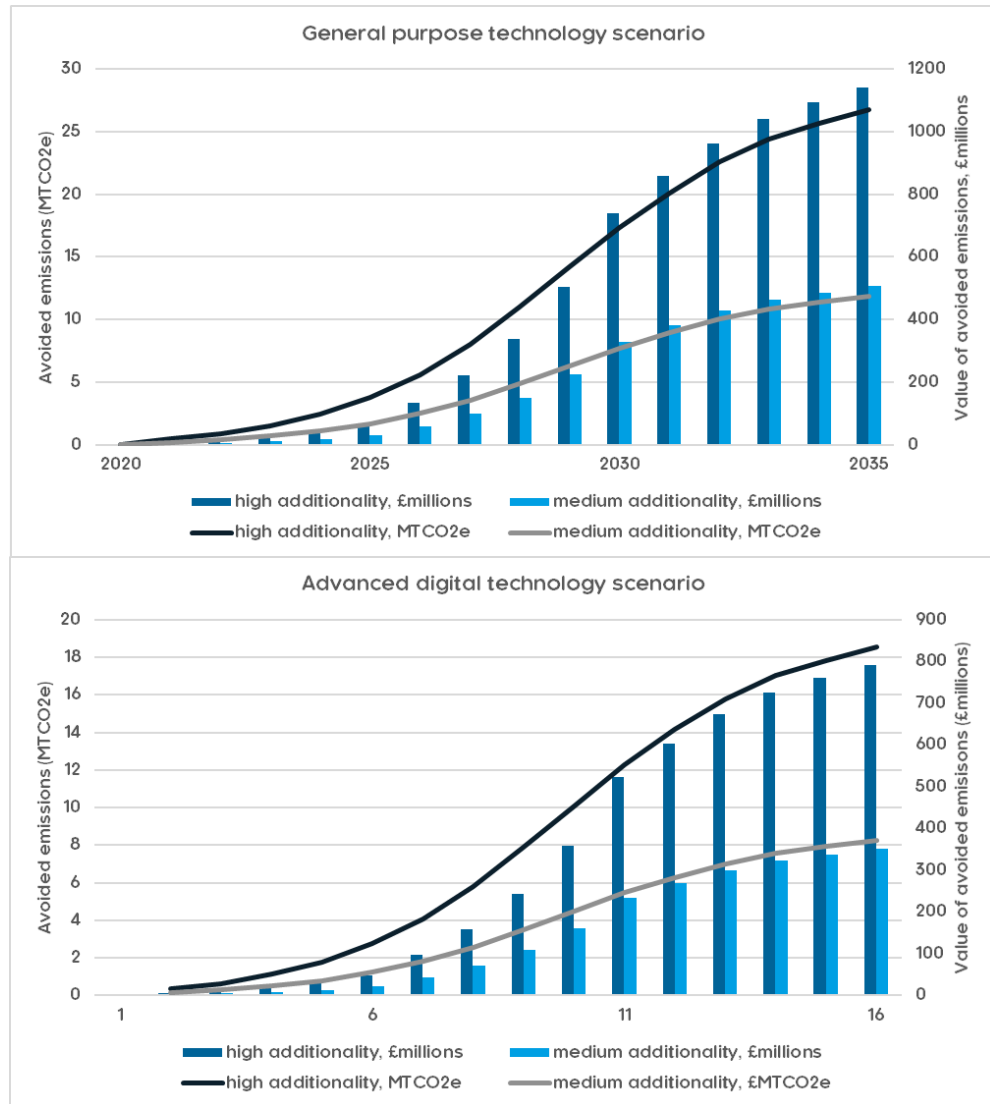 General purpose technology scenario
30
25
20
15
10
5
0
Avoided emissions (MTCO2e)
1200
1000
800
600
400
200
0
Value of avoided emissions, £millions
2020 2025 2030 2035
high additionality, £millions medium additionality, £millions
high additionality, MTCO2e medium additionality, MTCO2e
Advanced digital technology scenario
20
18
16
14
12
10
8
6
4
2
0
Avoided emissions (MTCO2e)
900
800
700
600
500
400
300
200
100
0
Value of avoided emisisons (£millions)
1 6 11 16
high additionality, £millions medium additionality, £millions
high additionality, MTCO2e medium additionality, £MTCO2e